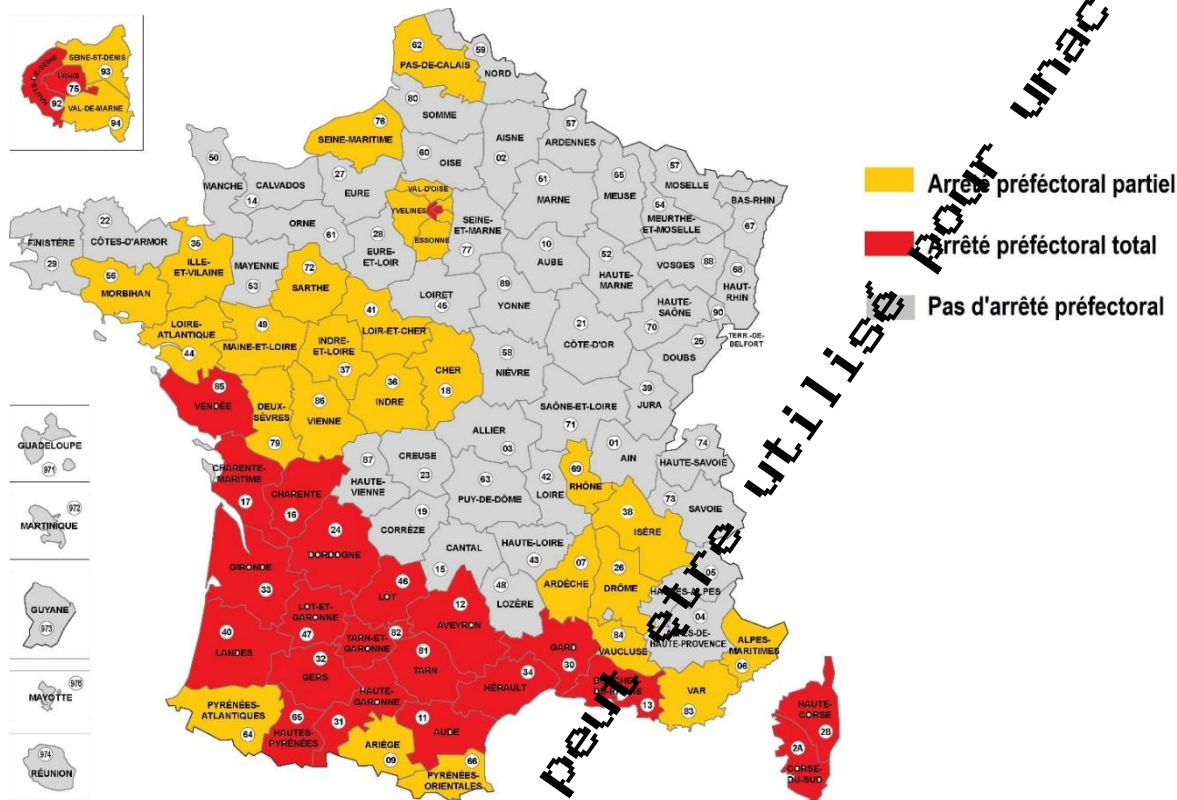 SEINE-ST-DENIS
93
PARIS
75
92
VAL-DE-MARNE
94
62
PAS-DE-CALAIS
59
NORD
80
SOMME
76
SEINE-MARITIME
AISNE
02
57
ARDENNES
60
OISE
50
MANCHE
CALVADOS
14
27
EURE
VAL-D'OISE
YVELINES
ESSONNE
SEINE-
ET-MARNE
77
51
MARNE
55
MEUSE
57
MOSELLE
54
MEURTHE-
ET-MOSELLE
BAS-RHIN
67
ORNE
61
28
EURE-
ET-LOIR
10
AUBE
52
HAUTE-
MARNE
VOSGES
88
68
HAUT-
RHIN
22
CÔTES-D'ARMOR
FINISTÈRE
29
35
ILLE-
ET-VILAINE
MAYENNE
53
72
SARTHE
56
MORBIHAN
LOIRET
45
89
YONNE
HAUTE-
SAÔNE
70
90
TERR.-DE-
BELFORT
LOIRE-
ATLANTIQUE
44
49
MAINE-ET-LOIRE
41
LOIR-ET-CHER
INDRE-
ET-LOIRE
37
21
CÔTE-D'OR
25
DOUBS
58
NIÈVRE
CHER
18
36
INDRE
39
JURA
85
VENDÉE
DEUX-
SÈVRES
79
86
VIENNE
SAÔNE-ET-LOIRE
71
ALLIER
03
01
AIN
74
HAUTE-SAVOIE
CHARENTE-
MARITIME
17
CHARENTE
16
87
HAUTE-
VIENNE
CREUSE
23
63
PUY-DE-DÔME
42
LOIRE
69
RHÔNE
73
SAVOIE
38
ISÈRE
19
CORRÈZE
24
DORDOGNE
CANTAL
15
HAUTE-LOIRE
43
07
ARDÈCHE
26
DRÔME
05
HAUTES-ALPES
GIRONDE
33
46
LOT
48
LOZÈRE
12
AVEYRON
04
HAUTE-PROVENCE
LOT-ET-
GARONNE
47
TARN-ET-
GARONNE
82
40
LANDES
32
GERS
81
TARN
GARD
30
84
VAUCLUSE
ALPES-
MARITIMES
06
34
HÉRAULT
13
VAR
83
HAUTE-
GARONNE
31
PYRÉNÉES-
ATLANTIQUES
64
65
HAUTES-
PYRÉNÉES
11
AUDE
ARIÈGE
09
66
PYRÉNÉES-
ORIENTALES
HAUTE-
CORSE
2B
2A
CORSE-
DU-SUD
GUADELOUPE
971
MARTINIQUE
972
GUYANE
973
MAYOTTE
976
974
RÉUNION
Arrêté préféctoral partiel
Arrêté préféctoral total
Pas d'arrêté préfectoral
peut etre utilisé pour unac